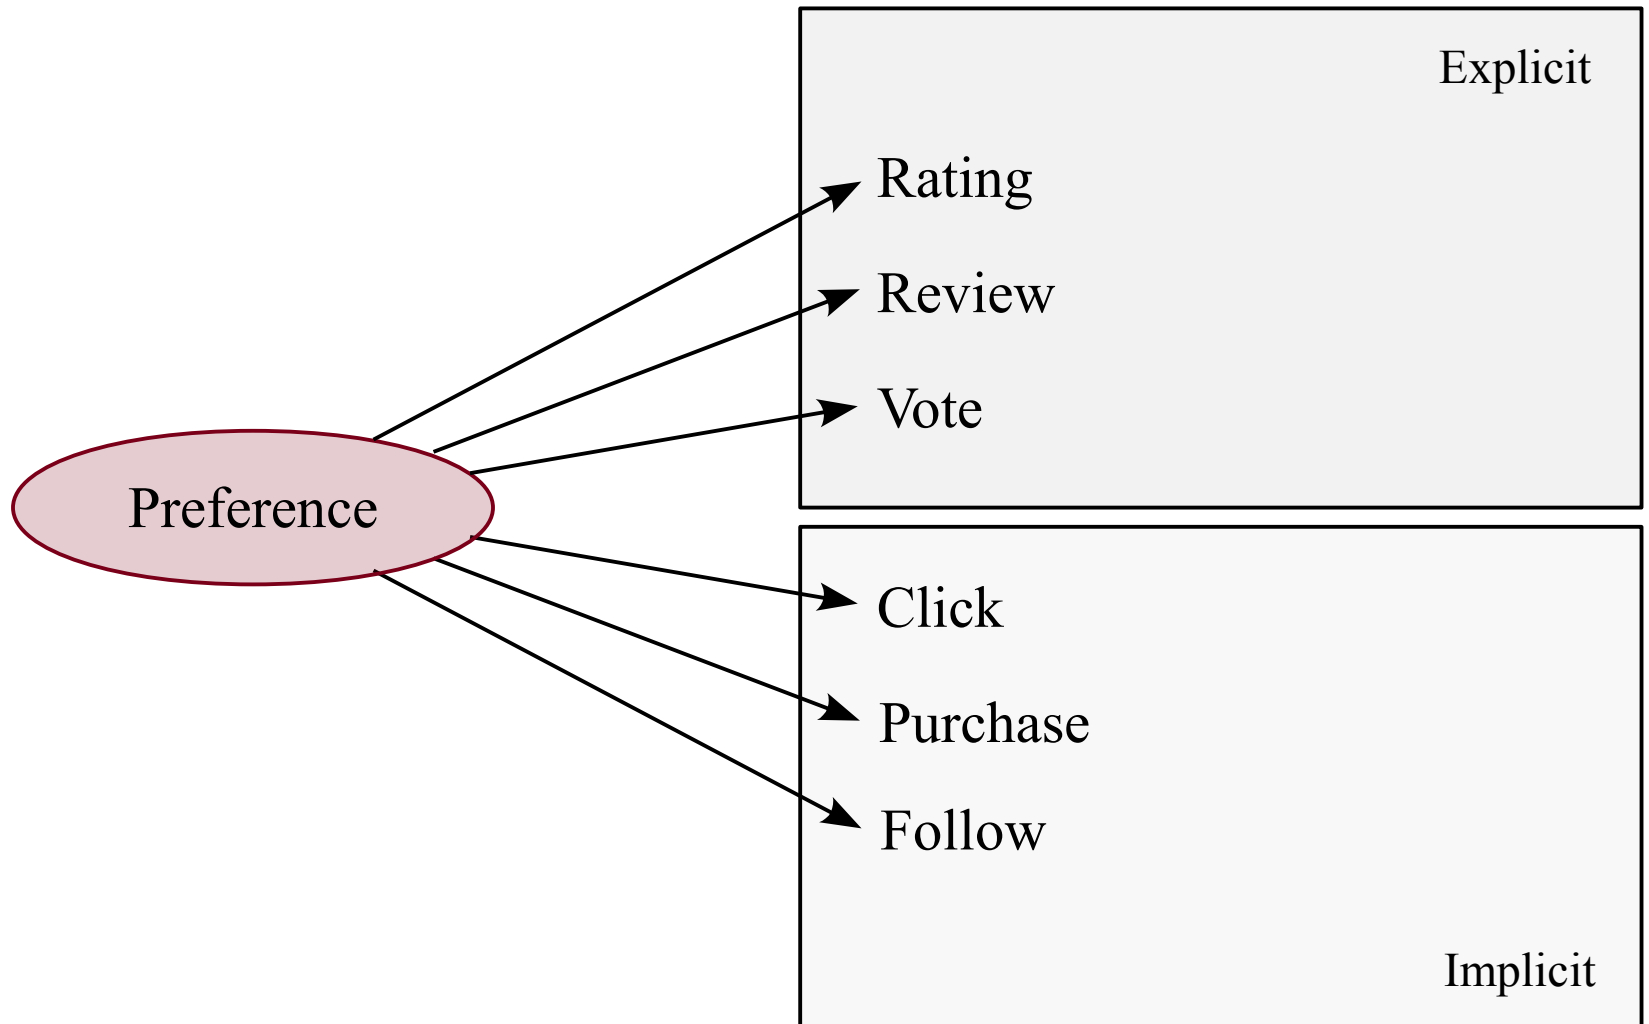 Explicit
Rating
Review
Vote
Preference
Click
Purchase
Follow
Implicit